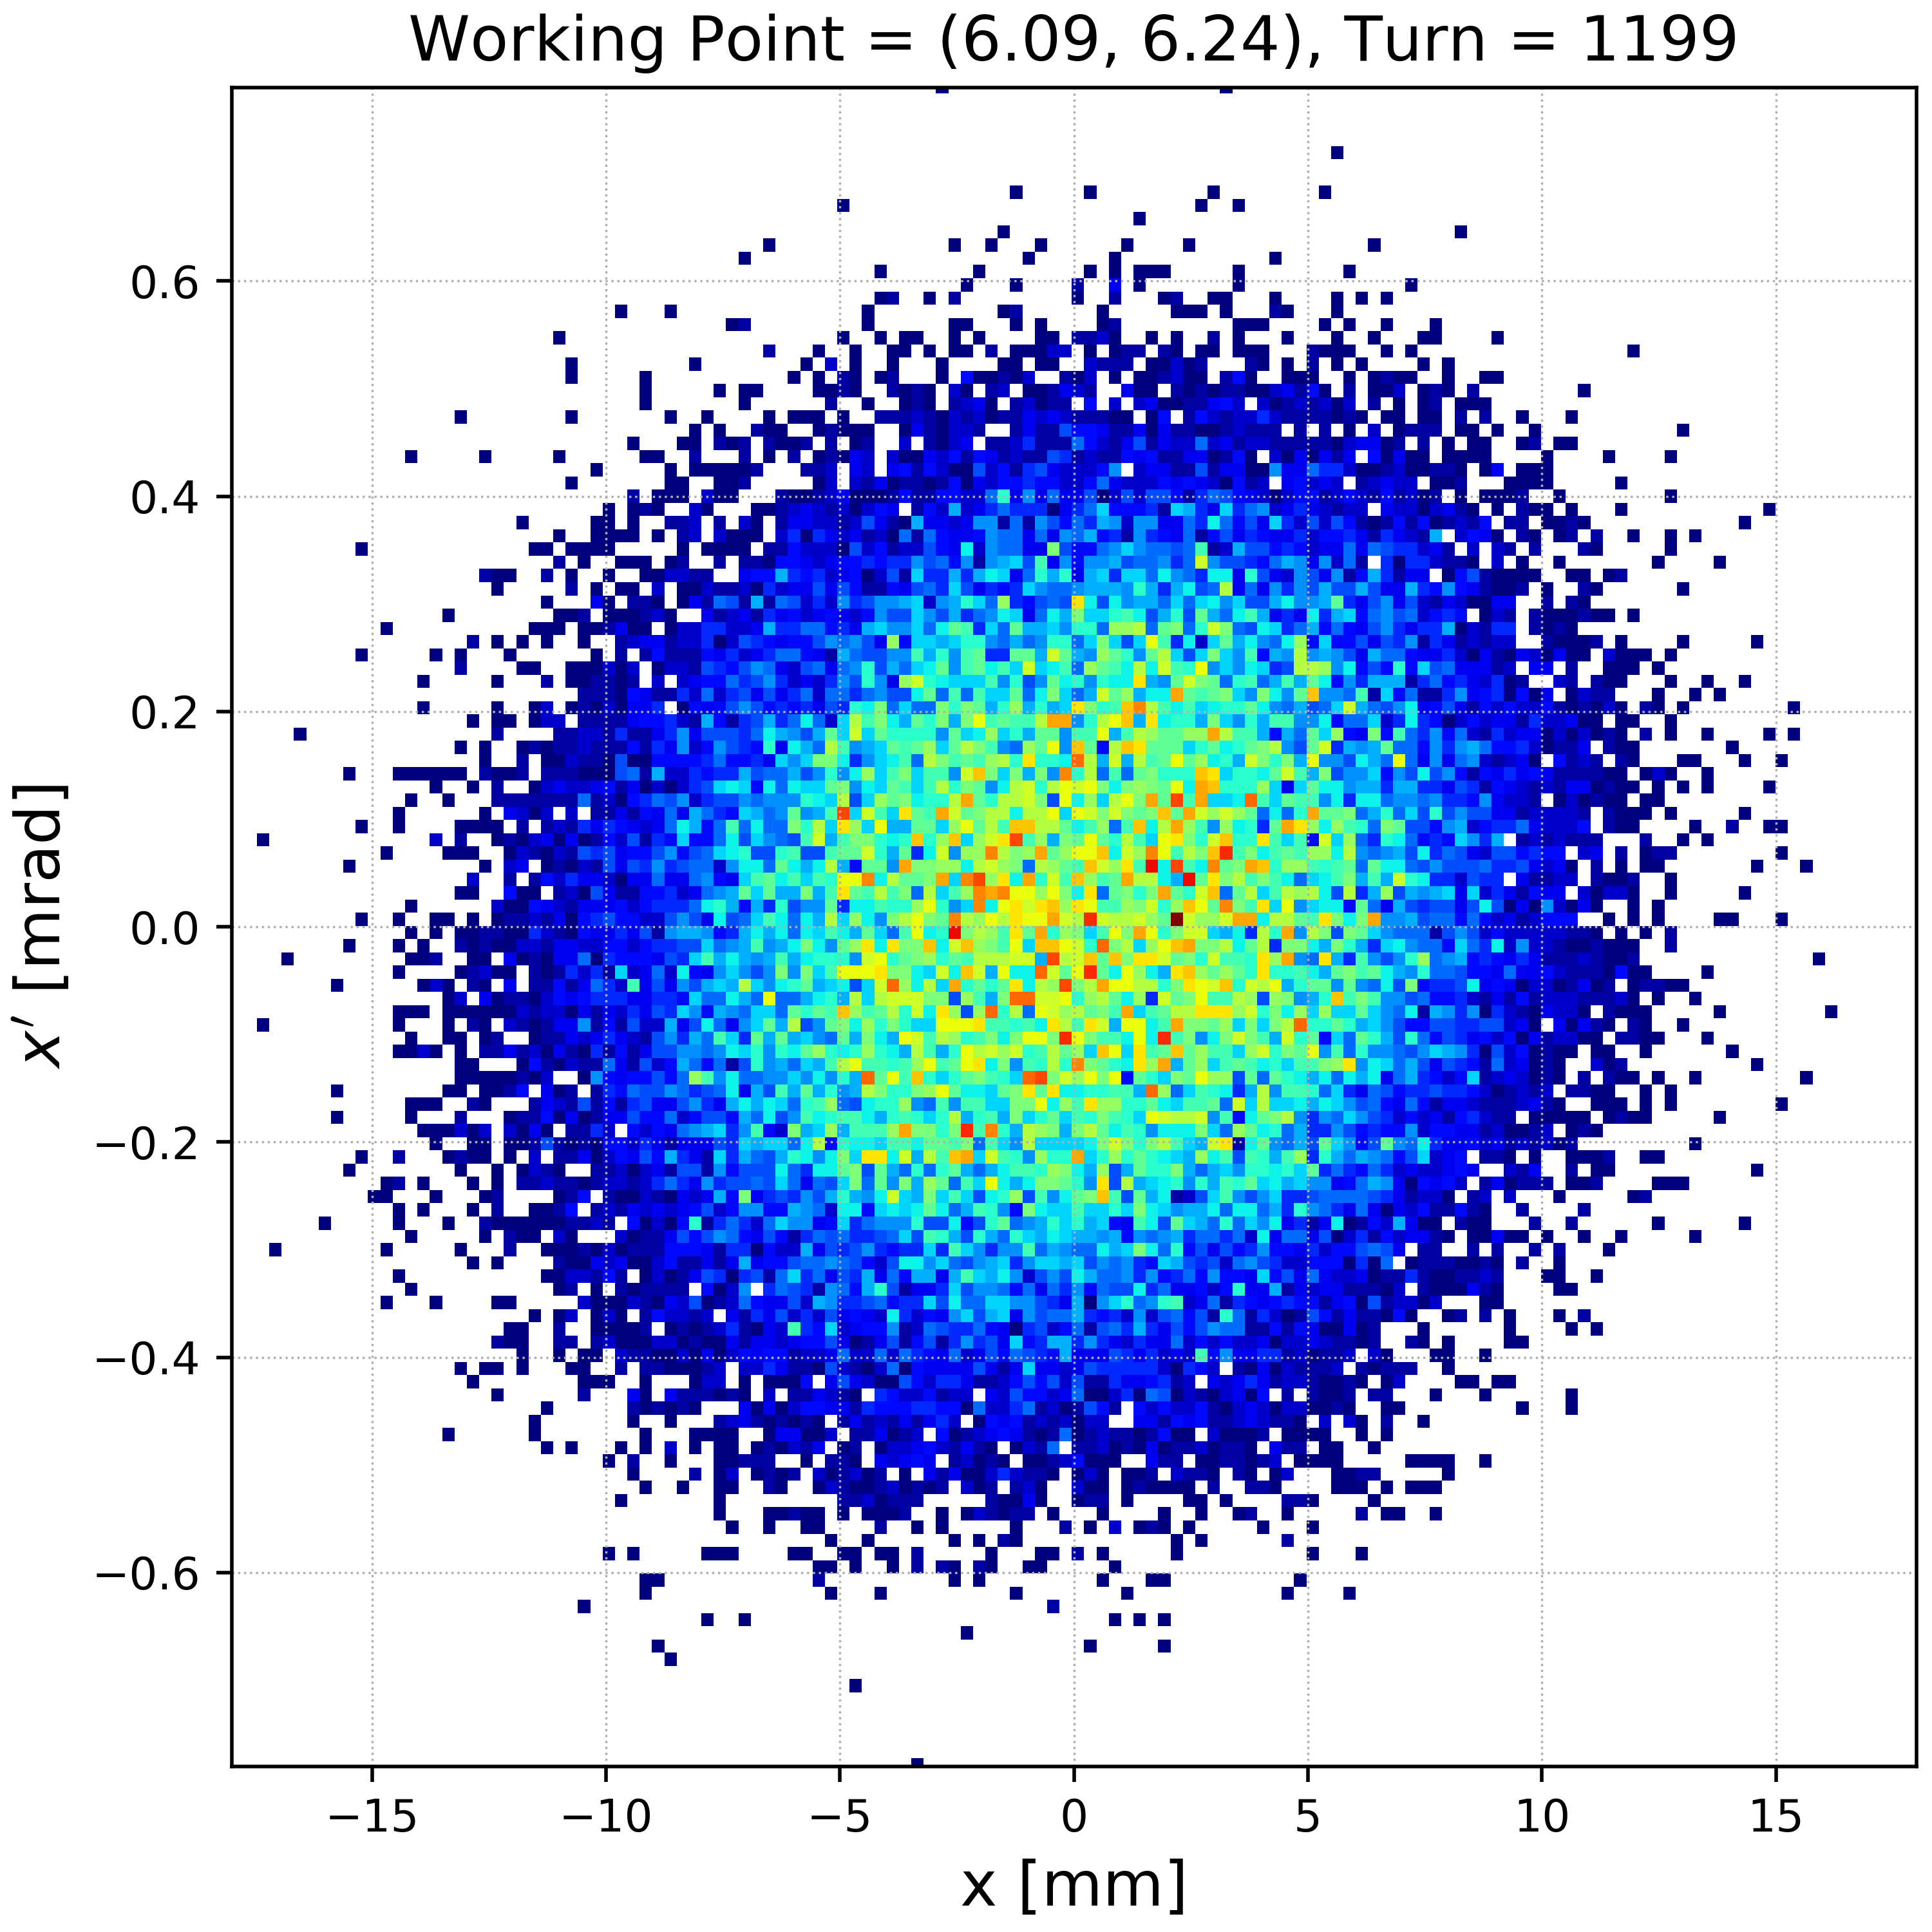 Working Point = (6.09, 6.24), Turn = 1199
0.6
0.4
0.2
0.0
−0.2
−0.4
−0.6
x′ [mrad]
−15 −10 −5 0 5 10 15
x [mm]